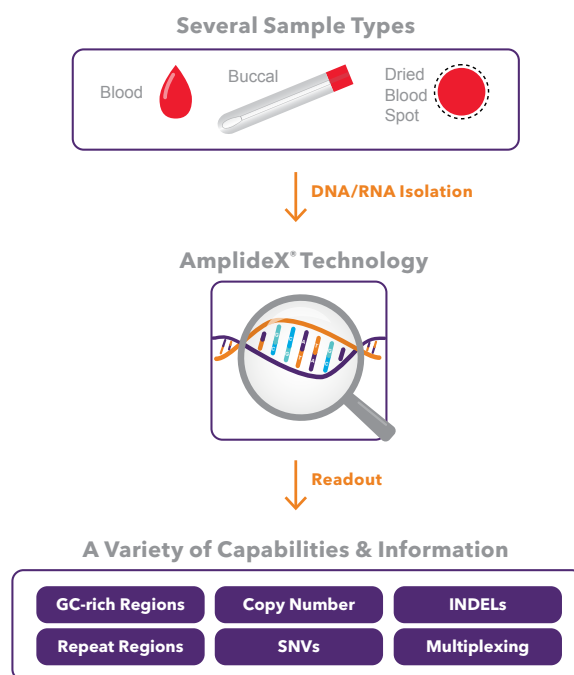 Several Sample Types
Blood
Buccal
Dried
Blood
Spot
DNA/RNA Isolation
AmplideX® Technology
Readout
A Variety of Capabilities & Information
GC-rich Regions
Copy Number
INDELs
Repeat Regions
SNVs
Multiplexing